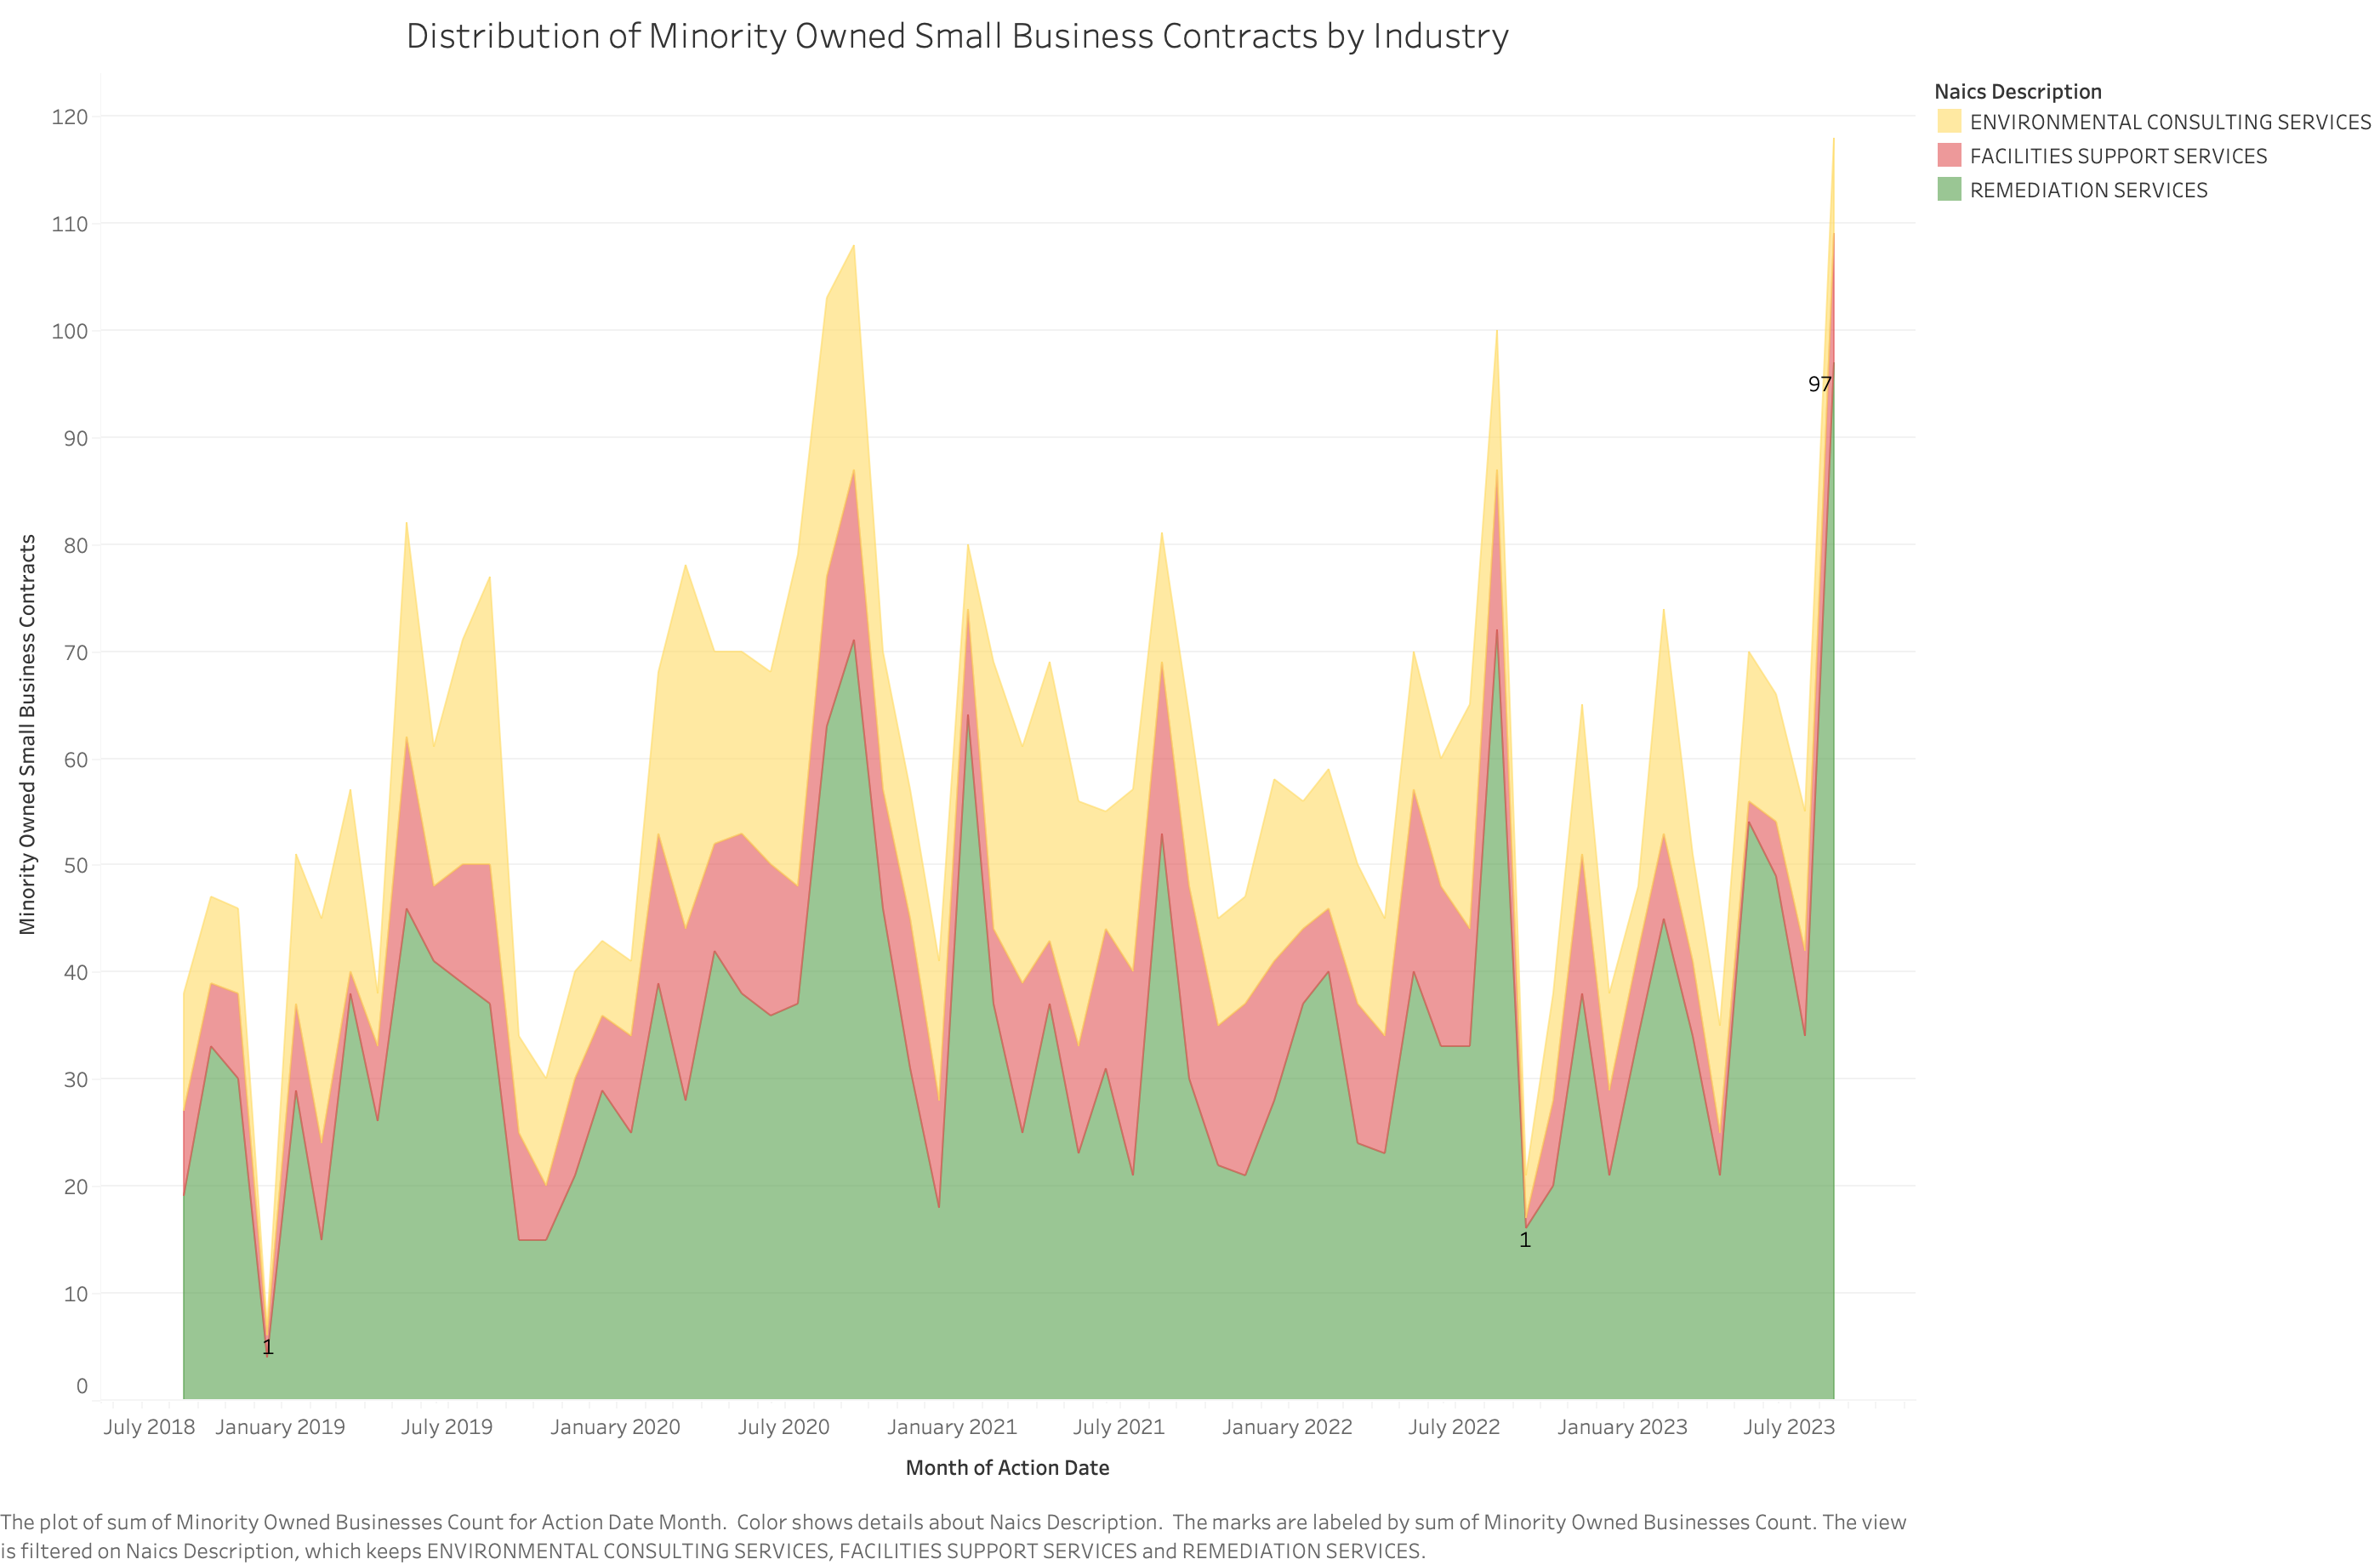 Distribution of Minority Owned Small Business Contracts by Industry
Naics Description
ENVIRONMENTAL CONSULTING SERVICES
FACILITIES SUPPORT SERVICES
REMEDIATION SERVICES
Minority Owned Small Business Contracts
120
110
100
90
80
70
60
50
40
30
20
10
0
97
1
1
July 2018 January 2019 July 2019 January 2020 July 2020 January 2021 July 2021 January 2022 July 2022 January 2023 July 2023
Month of Action Date
The plot of sum of Minority Owned Businesses Count for Action Date Month.  Color shows details about Naics Description.  The marks are labeled by sum of Minority Owned Businesses Count. The view
is filtered on Naics Description, which keeps ENVIRONMENTAL CONSULTING SERVICES, FACILITIES SUPPORT SERVICES and REMEDIATION SERVICES.